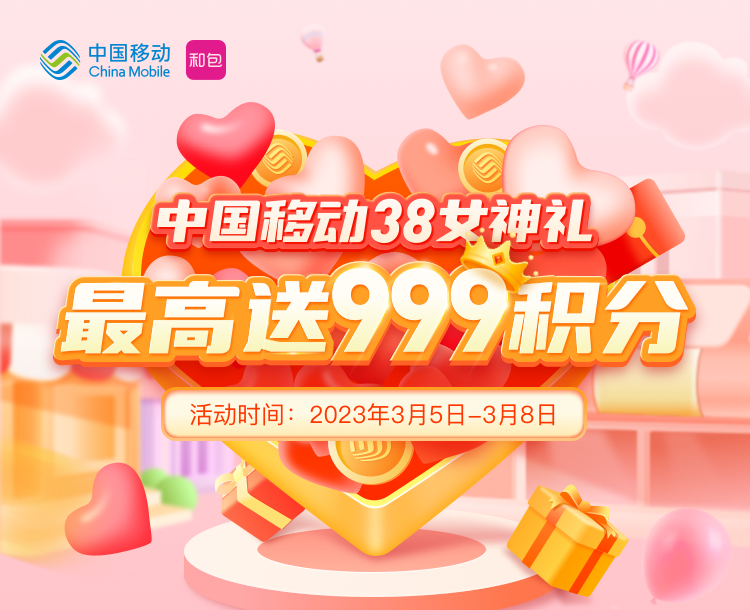 中国移动
China Mobile
和包
中国移动38女神礼
最高送999积分
活动时间：2023年3月5日-3月8日